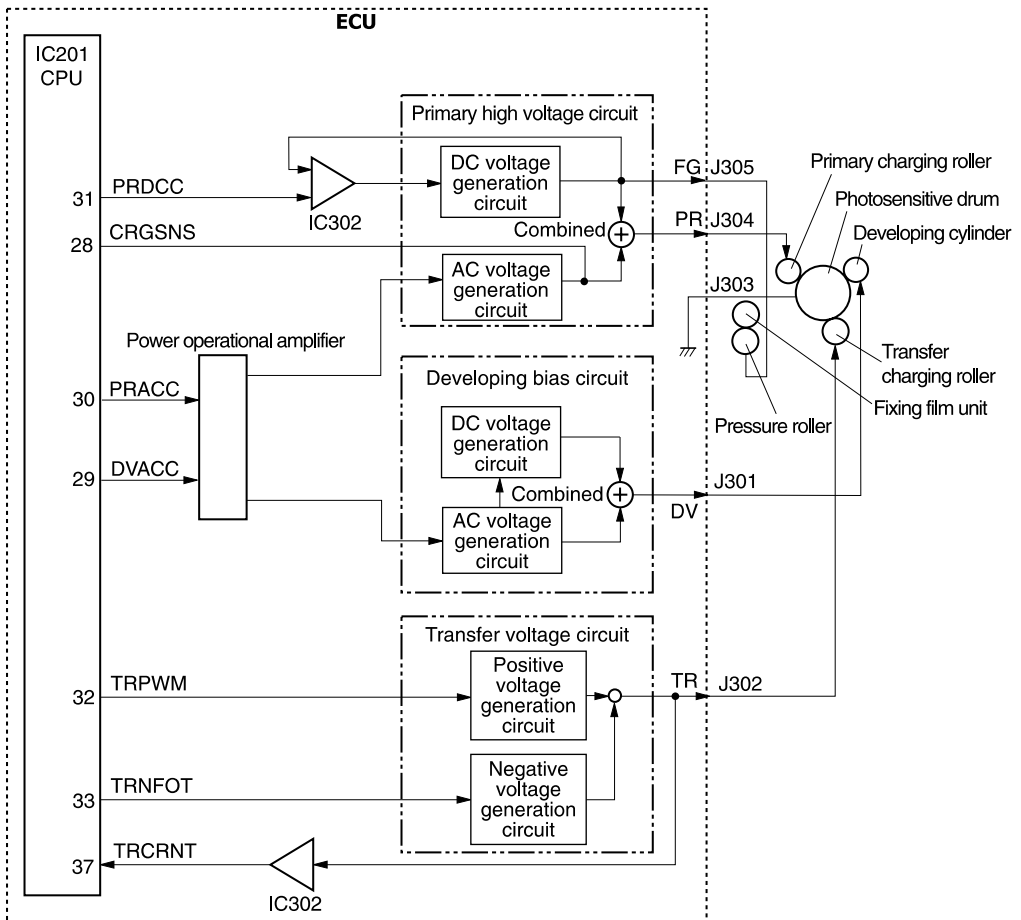 ECU
IC201
CPU
Primary high voltage circuit
DC voltage
generation
circuit
FG
J305
Primary charging roller
31
PRDCC
IC302
Photosensitive drum
28
CRGSNS
Combined
PR
J304
Developing cylinder
AC voltage
generation
circuit
J303
Power operational amplifier
Transfer
charging roller
Developing bias circuit
30
PRACC
Fixing film unit
DC voltage
generation
circuit
Pressure roller
29
DVACC
Combined
J301
DV
AC voltage
generation
circuit
Transfer voltage circuit
32
TRPWM
Positive
voltage
generation
circuit
TR
J302
33
TRNFOT
Negative
voltage
generation
circuit
37
TRCRNT
IC302